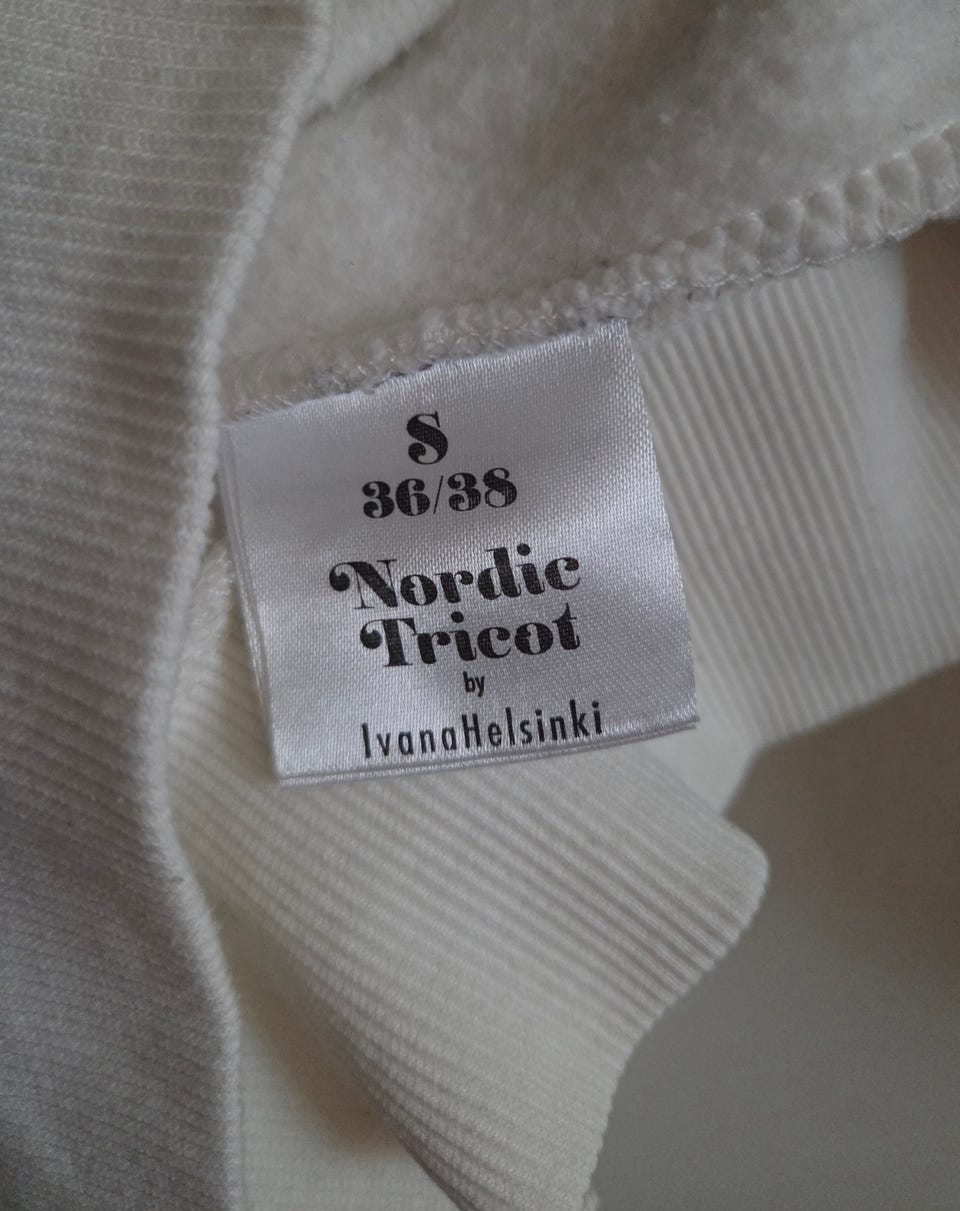 S
36/38
Nordic
Tricot
by
IvanaHelsinki